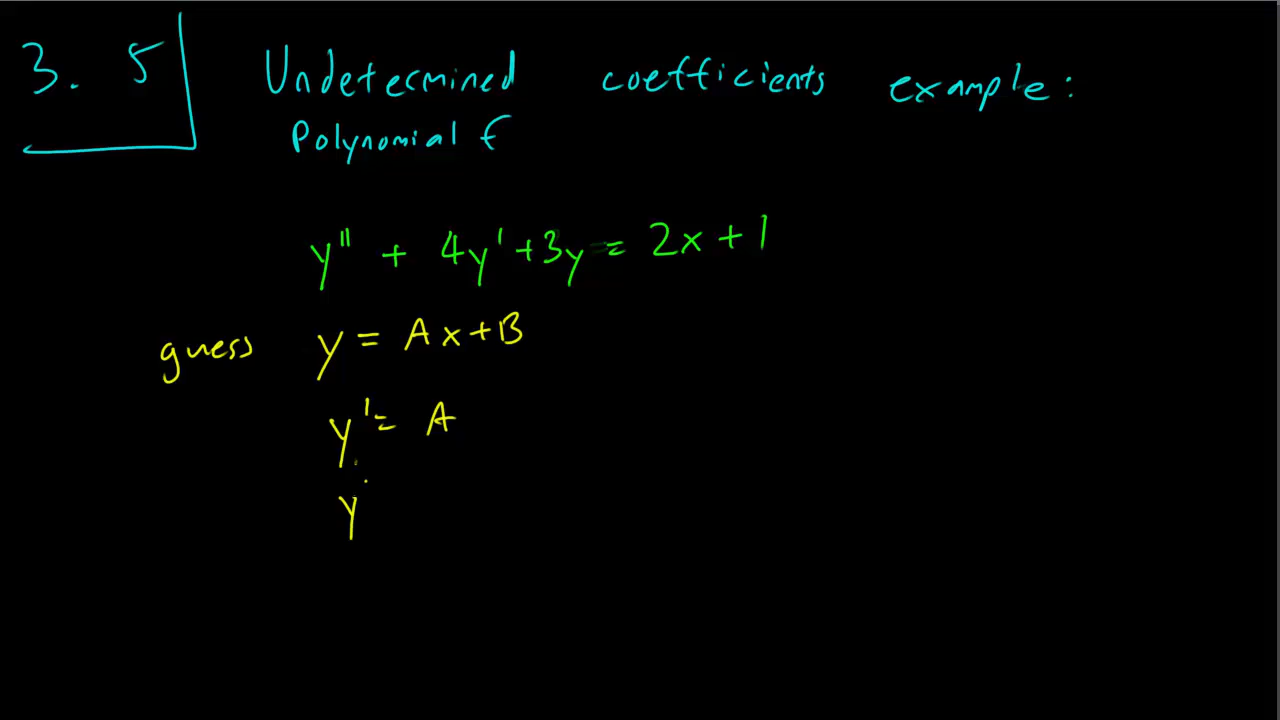 3.5 Undetermined coefficients example:
Polynomial f
y'' + 4y' + 3y = 2x + 1
guess y = Ax + B
y' = A
y'